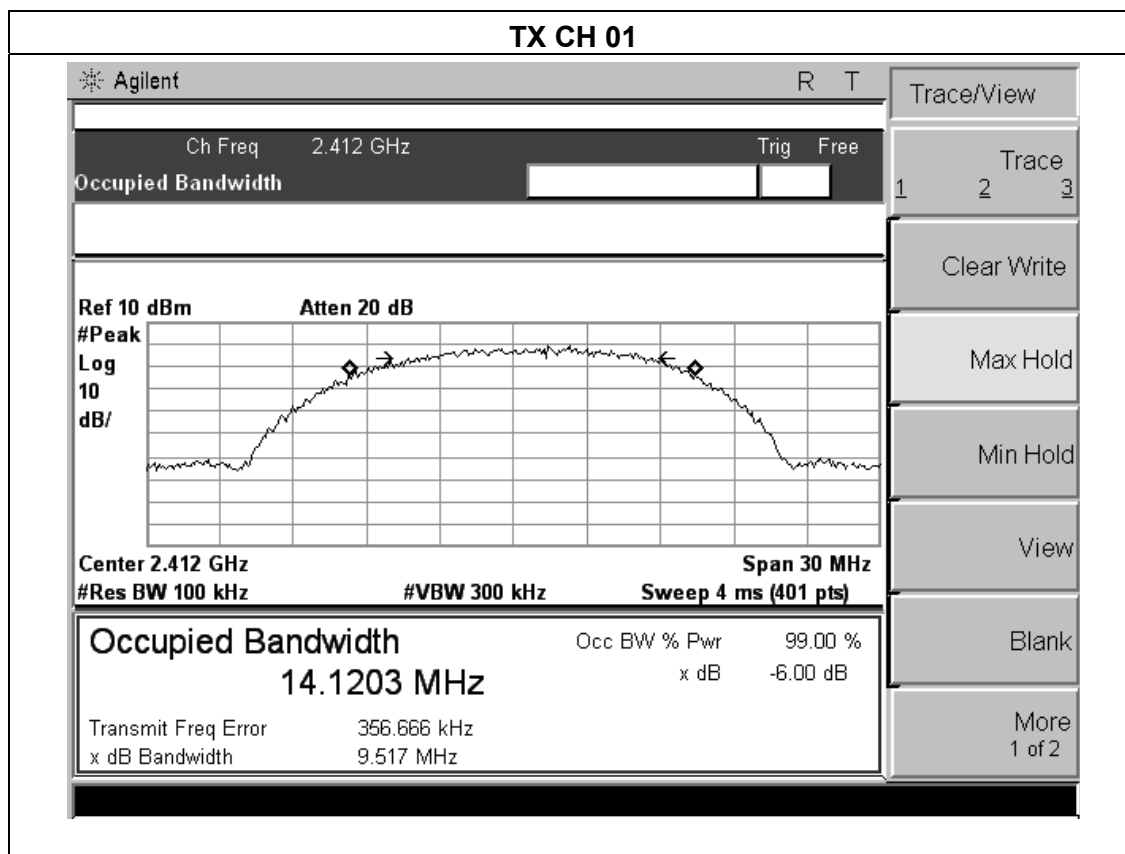 TX CH 01
Agilent R T
Trace/View
Ch Freq 2.412 GHz Trig Free
Occupied Bandwidth
Trace
1 2 3
Clear Write
Ref 10 dBm Atten 20 dB
#Peak
Log
10
dB/
Max Hold
Min Hold
Center 2.412 GHz Span 30 MHz
#Res BW 100 kHz #VBW 300 kHz Sweep 4 ms (401 pts)
View
Occupied Bandwidth Occ BW % Pwr 99.00 %
14.1203 MHz x dB -6.00 dB
Blank
Transmit Freq Error 356.666 kHz
x dB Bandwidth 9.517 MHz
More
1 of 2